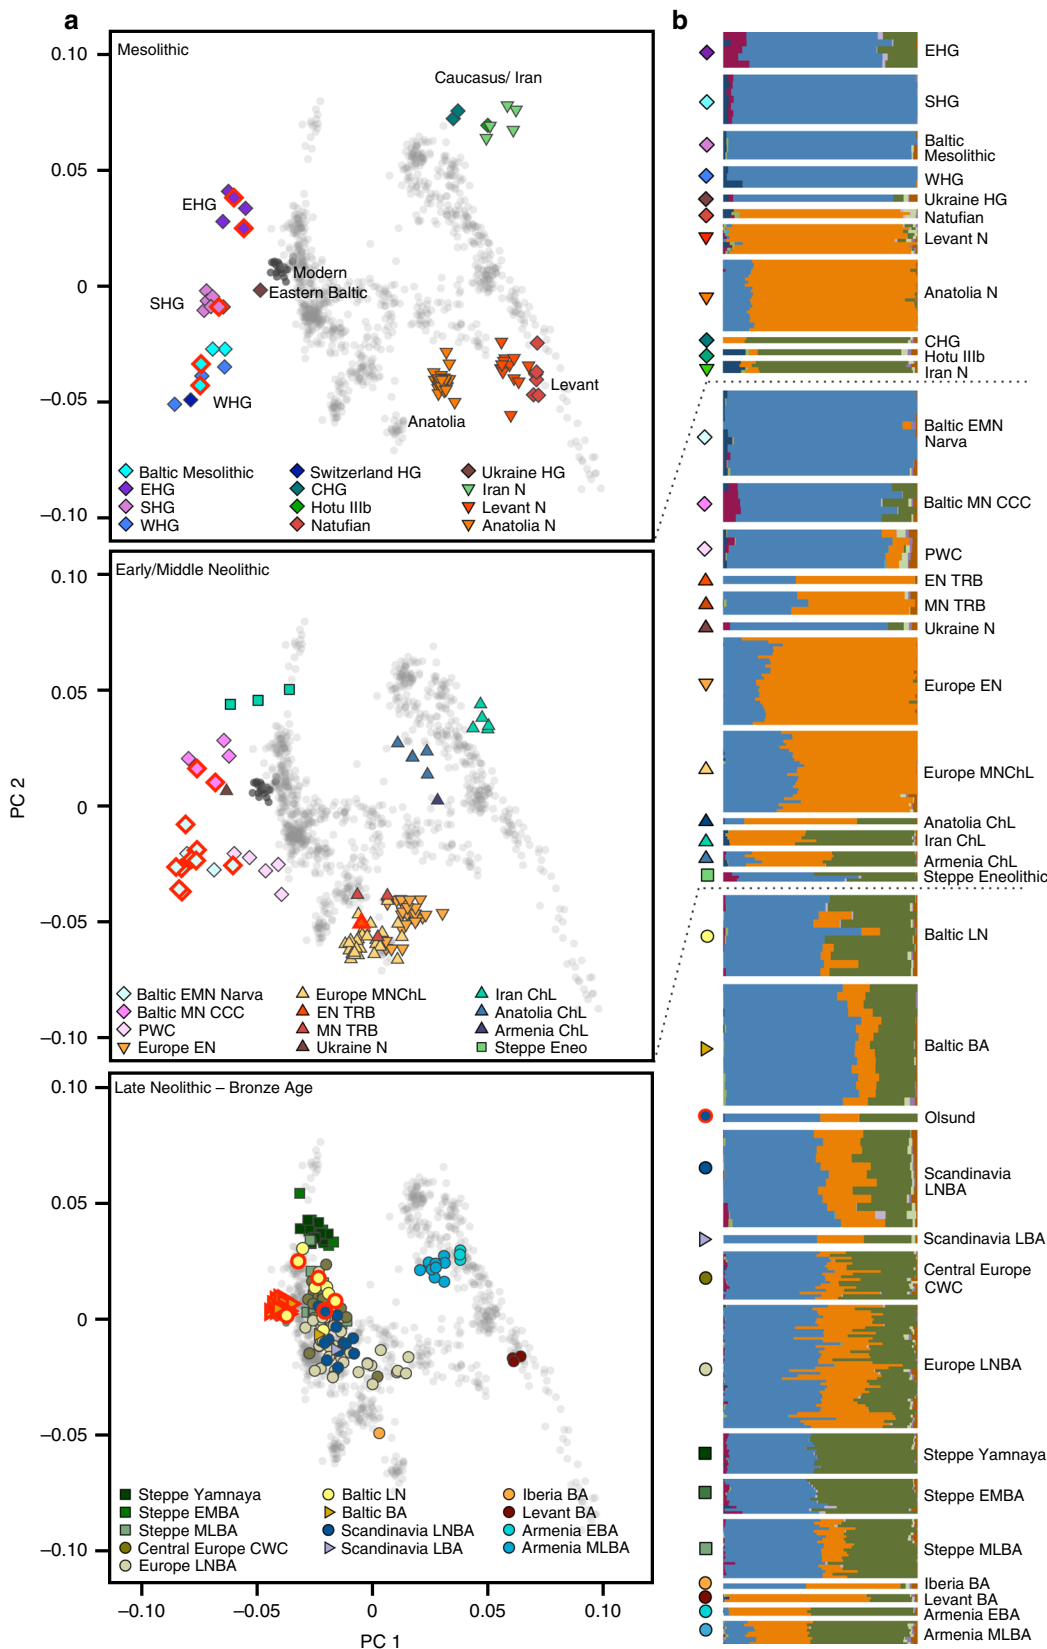 a
b
Mesolithic
Caucasus/ Iran
EHG
Modern
Eastern Baltic
SHG
WHG
Anatolia
Levant
0.10
0.05
0
−0.05
−0.10
Baltic Mesolithic
EHG
SHG
WHG
Switzerland HG
CHG
Hotu IIIb
Natufian
Ukraine HG
Iran N
Levant N
Anatolia N
Early/Middle Neolithic
0.10
0.05
0
−0.05
−0.10
PC 2
Baltic EMN Narva
Baltic MN CCC
PWC
Europe EN
Europe MNChL
EN TRB
MN TRB
Ukraine N
Iran ChL
Anatolia ChL
Armenia ChL
Steppe Eneo
Late Neolithic – Bronze Age
0.10
0.05
0
−0.05
−0.10
Steppe Yamnaya
Steppe EMBA
Steppe MLBA
Central Europe CWC
Europe LNBA
Baltic LN
Baltic BA
Scandinavia LNBA
Scandinavia LBA
Iberia BA
Levant BA
Armenia EBA
Armenia MLBA
−0.10
−0.05
0
0.05
0.10
PC 1
EHG
SHG
Baltic
Mesolithic
WHG
Ukraine HG
Natufian
Levant N
Anatolia N
CHG
Hotu IIIb
Iran N
Baltic EMN
Narva
Baltic MN CCC
PWC
EN TRB
MN TRB
Ukraine N
Europe EN
Europe MNChL
Anatolia ChL
Iran ChL
Armenia ChL
Steppe Eneolithic
Baltic LN
Baltic BA
Olsund
Scandinavia
LNBA
Scandinavia LBA
Central Europe
CWC
Europe LNBA
Steppe Yamnaya
Steppe EMBA
Steppe MLBA
Iberia BA
Levant BA
Armenia EBA
Armenia MLBA